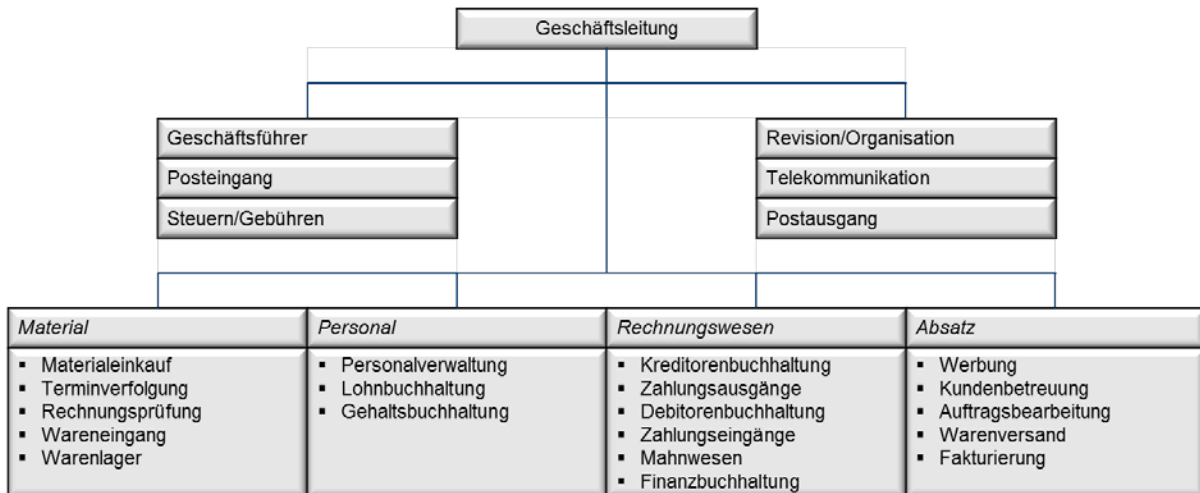 Geschäftsleitung
Geschäftsführer
Posteingang
Steuern/Gebühren
Revision/Organisation
Telekommunikation
Postausgang
Material
▪ Materialeinkauf
▪ Terminverfolgung
▪ Rechnungsprüfung
▪ Wareneingang
▪ Warenlager
Personal
▪ Personalverwaltung
▪ Lohnbuchhaltung
▪ Gehaltsbuchhaltung
Rechnungswesen
▪ Kreditorenbuchhaltung
▪ Zahlungsausgänge
▪ Debitorenbuchhaltung
▪ Zahlungseingänge
▪ Mahnwesen
▪ Finanzbuchhaltung
Absatz
▪ Werbung
▪ Kundenbetreuung
▪ Auftragsbearbeitung
▪ Warenversand
▪ Fakturierung